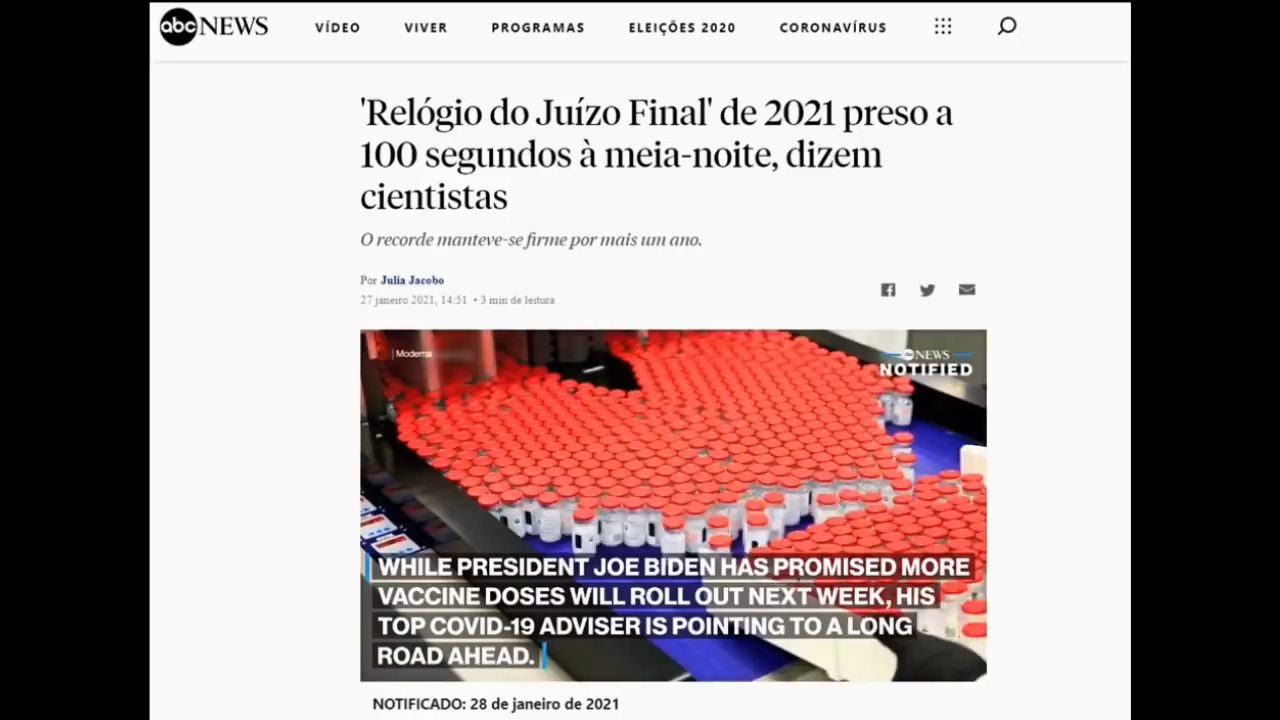 abc NEWS VÍDEO VIVER PROGRAMAS ELEIÇÕES 2020 CORONAVÍRUS
'Relógio do Juízo Final' de 2021 preso a
100 segundos à meia-noite, dizem
cientistas
O recorde manteve-se firme por mais um ano.
Por Julia Jacobo
27 janeiro 2021, 14:51 • 3 min de leitura
Moderna
abc NEWS
NOTIFIED
WHILE PRESIDENT JOE BIDEN HAS PROMISED MORE
VACCINE DOSES WILL ROLL OUT NEXT WEEK, HIS
TOP COVID-19 ADVISER IS POINTING TO A LONG
ROAD AHEAD.
NOTIFICADO: 28 de janeiro de 2021